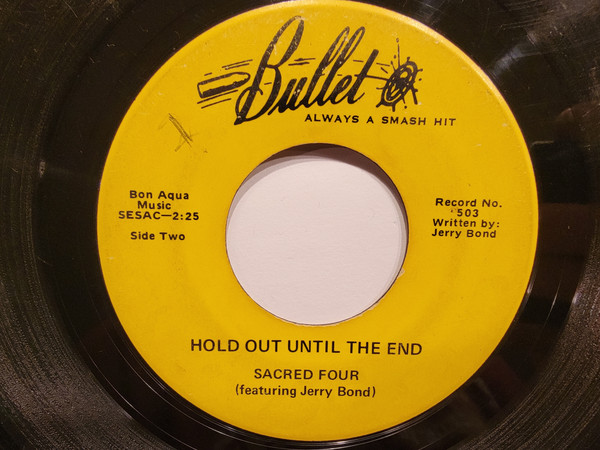 Bullet
ALWAYS A SMASH HIT
Bon Aqua
Music
SESAC—2:25
Side Two
Record No.
503
Written by:
Jerry Bond
HOLD OUT UNTIL THE END
SACRED FOUR
(featuring Jerry Bond)